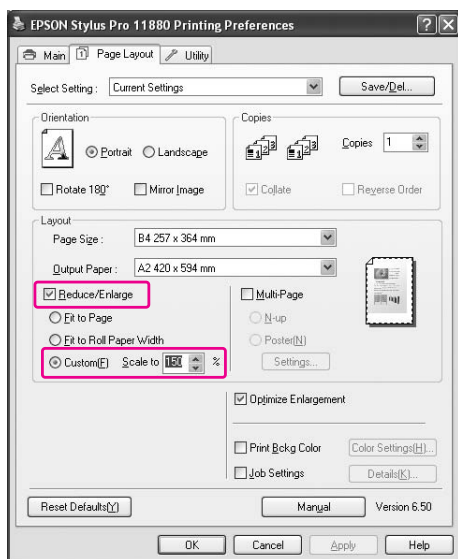 EPSON Stylus Pro 11880 Printing Preferences
Main Page Layout Utility
Select Setting : Current Settings Save/Del...
Orientation
Portrait Landscape
Rotate 180° Mirror Image
Copies
Copies 1
Collate Reverse Order
Layout
Page Size : B4 257 x 364 mm
Output Paper : A2 420 x 594 mm
Reduce/Enlarge
Fit to Page
Fit to Roll Paper Width
Custom(F) Scale to 150 %
Multi-Page
N-up
Poster(N)
Settings...
Optimize Enlargement
Print Bckg Color Color Settings(H)...
Job Settings Details(K)...
Reset Defaults(Y) Manual Version 6.50
OK Cancel Apply Help